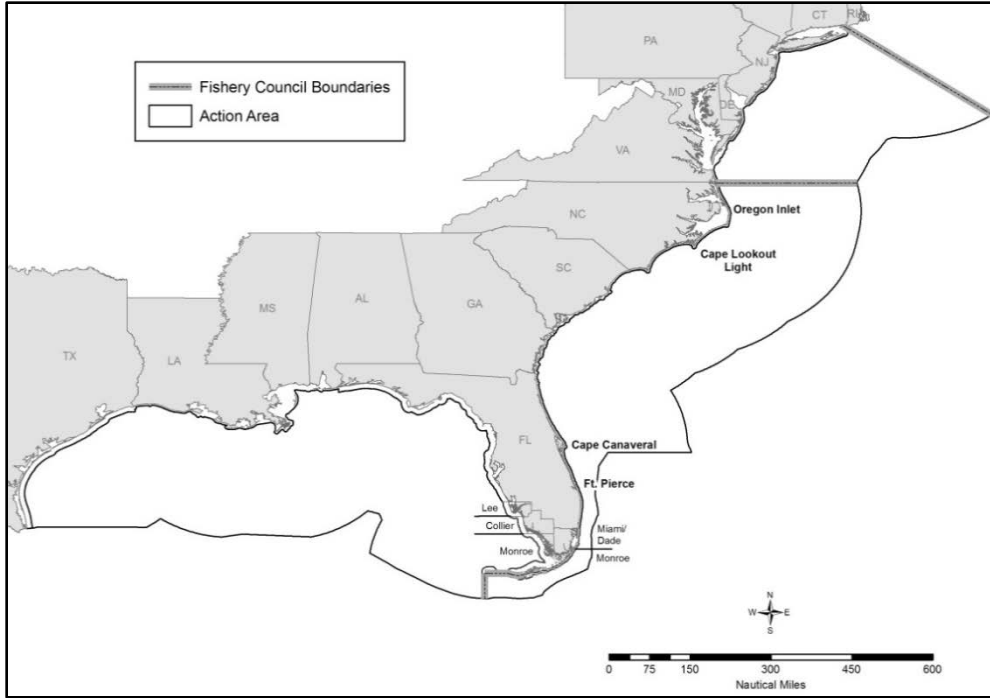 Fishery Council Boundaries
Action Area
CT
RI
PA
NJ
MD
DE
VA
Oregon Inlet
NC
Cape Lookout
Light
SC
MS
AL
GA
TX
LA
Cape Canaveral
FL
Ft. Pierce
Lee
Collier
Miami/
Dade
Monroe
Monroe
N
W
E
S
0 75 150 300 450 600
Nautical Miles